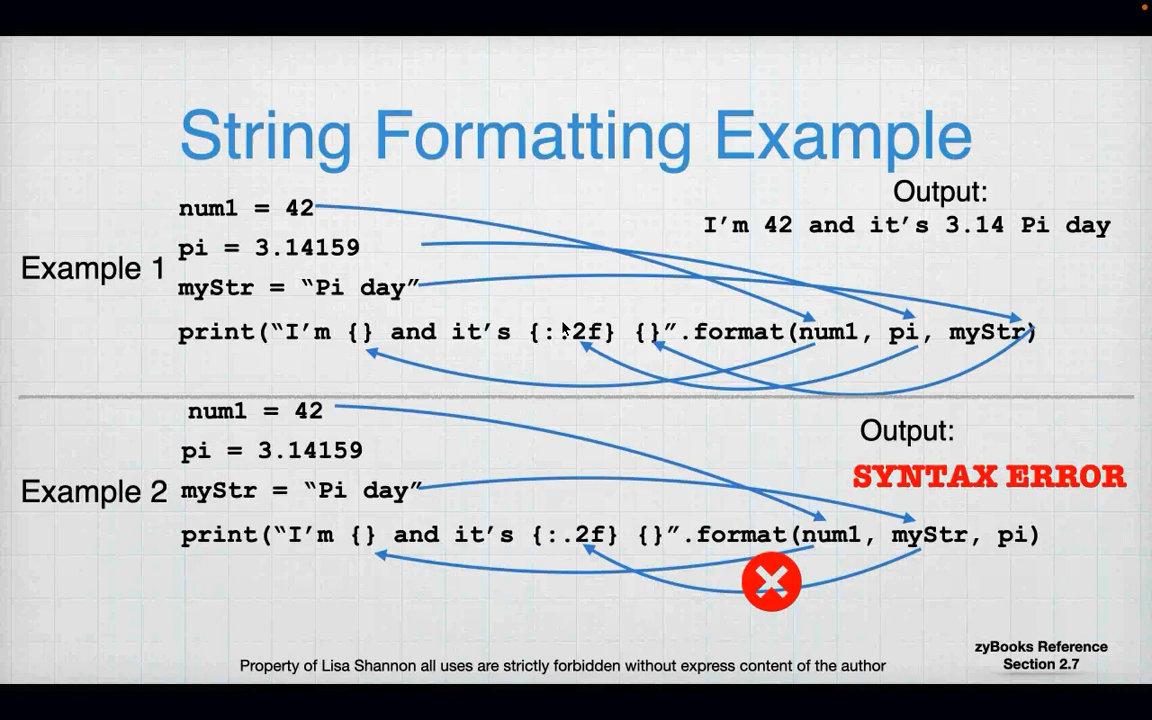 String Formatting Example
Output:
I’m 42 and it’s 3.14 Pi day
Example 1
num1 = 42
pi = 3.14159
myStr = “Pi day”
print(“I’m {} and it’s {:.2f} {}”.format(num1, pi, myStr)
Example 2
num1 = 42
pi = 3.14159
myStr = “Pi day”
print(“I’m {} and it’s {:.2f} {}”.format(num1, myStr, pi)
Output:
SYNTAX ERROR
Property of Lisa Shannon all uses are strictly forbidden without express content of the author
zyBooks Reference
Section 2.7